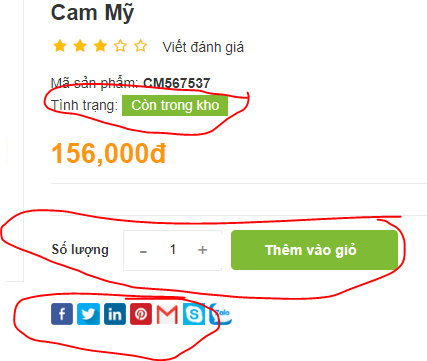 Cam Mỹ
Viết đánh giá
Mã sản phẩm: CM567537
Tình trạng: Còn trong kho
156,000đ
Số lượng - 1 + Thêm vào giỏ
Zalo